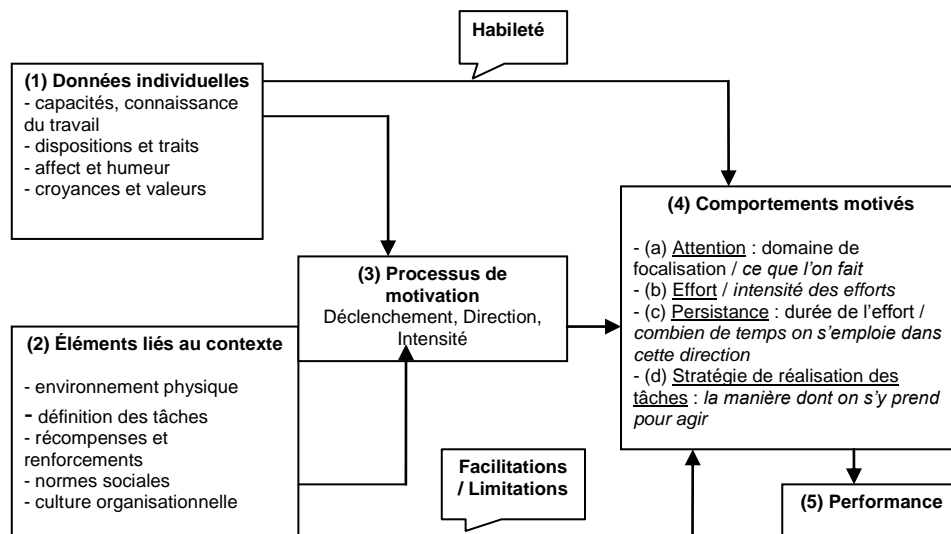 Habileté
(1) Données individuelles
- capacités, connaissance
du travail
- dispositions et traits
- affect et humeur
- croyances et valeurs
(4) Comportements motivés
- (a) Attention : domaine de
focalisation / ce que l'on fait
- (b) Effort / intensité des efforts
- (c) Persistance : durée de l'effort /
combien de temps on s'emploie dans
cette direction
- (d) Stratégie de réalisation des
tâches : la manière dont on s'y prend
pour agir
(3) Processus de
motivation
Déclenchement, Direction,
Intensité
(2) Éléments liés au contexte
- environnement physique
- définition des tâches
- récompenses et
renforcements
- normes sociales
- culture organisationnelle
Facilitations
/ Limitations
(5) Performance